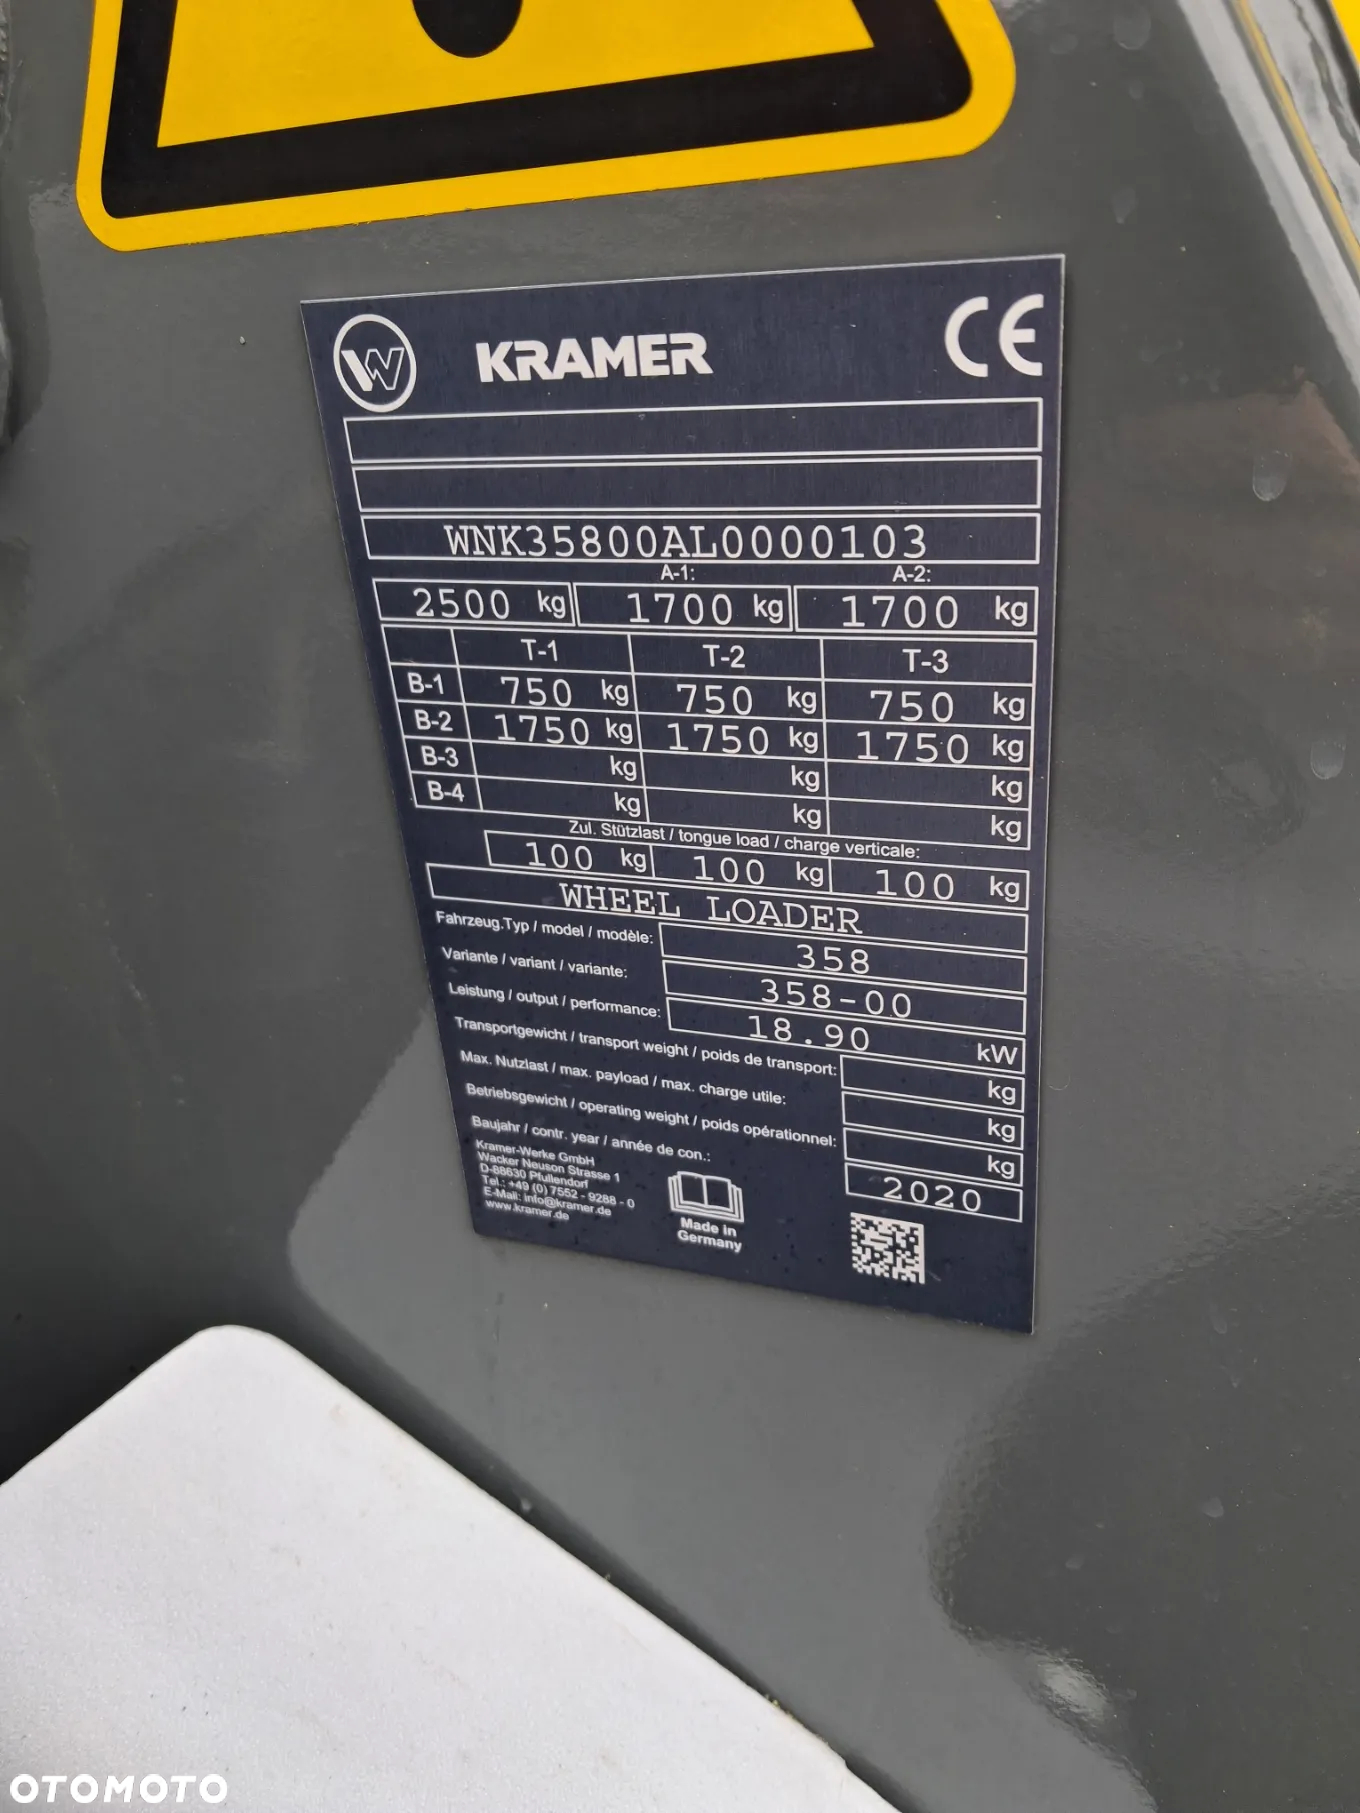 KRAMER CE
WNK35800AL0000103
A-1: A-2:
2500 kg 1700 kg 1700 kg
T-1 T-2 T-3
B-1 750 kg 750 kg 750 kg
B-2 1750 kg 1750 kg 1750 kg
B-3 kg kg kg
B-4 kg kg kg
Zul. Stützlast / tongue load / charge verticale:
100 kg 100 kg 100 kg
WHEEL LOADER
Fahrzeug.Typ / model / modèle: 358
Variante / variant / variante: 358-00
Leistung / output / performance: 18.90 kW
Transportgewicht / transport weight / poids de transport: kg
Max. Nutzlast / max. payload / max. charge utile: kg
Betriebsgewicht / operating weight / poids opérationnel: kg
Baujahr / contr. year / année de con.: 2020
Kramer-Werke GmbH
Wacker Neuson Strasse 1
D-88630 Pfullendorf
Tel.: +49 (0) 7552 - 9288 - 0
E-Mail: info@kramer.de
www.kramer.de
Made in
Germany
OTOMOTO